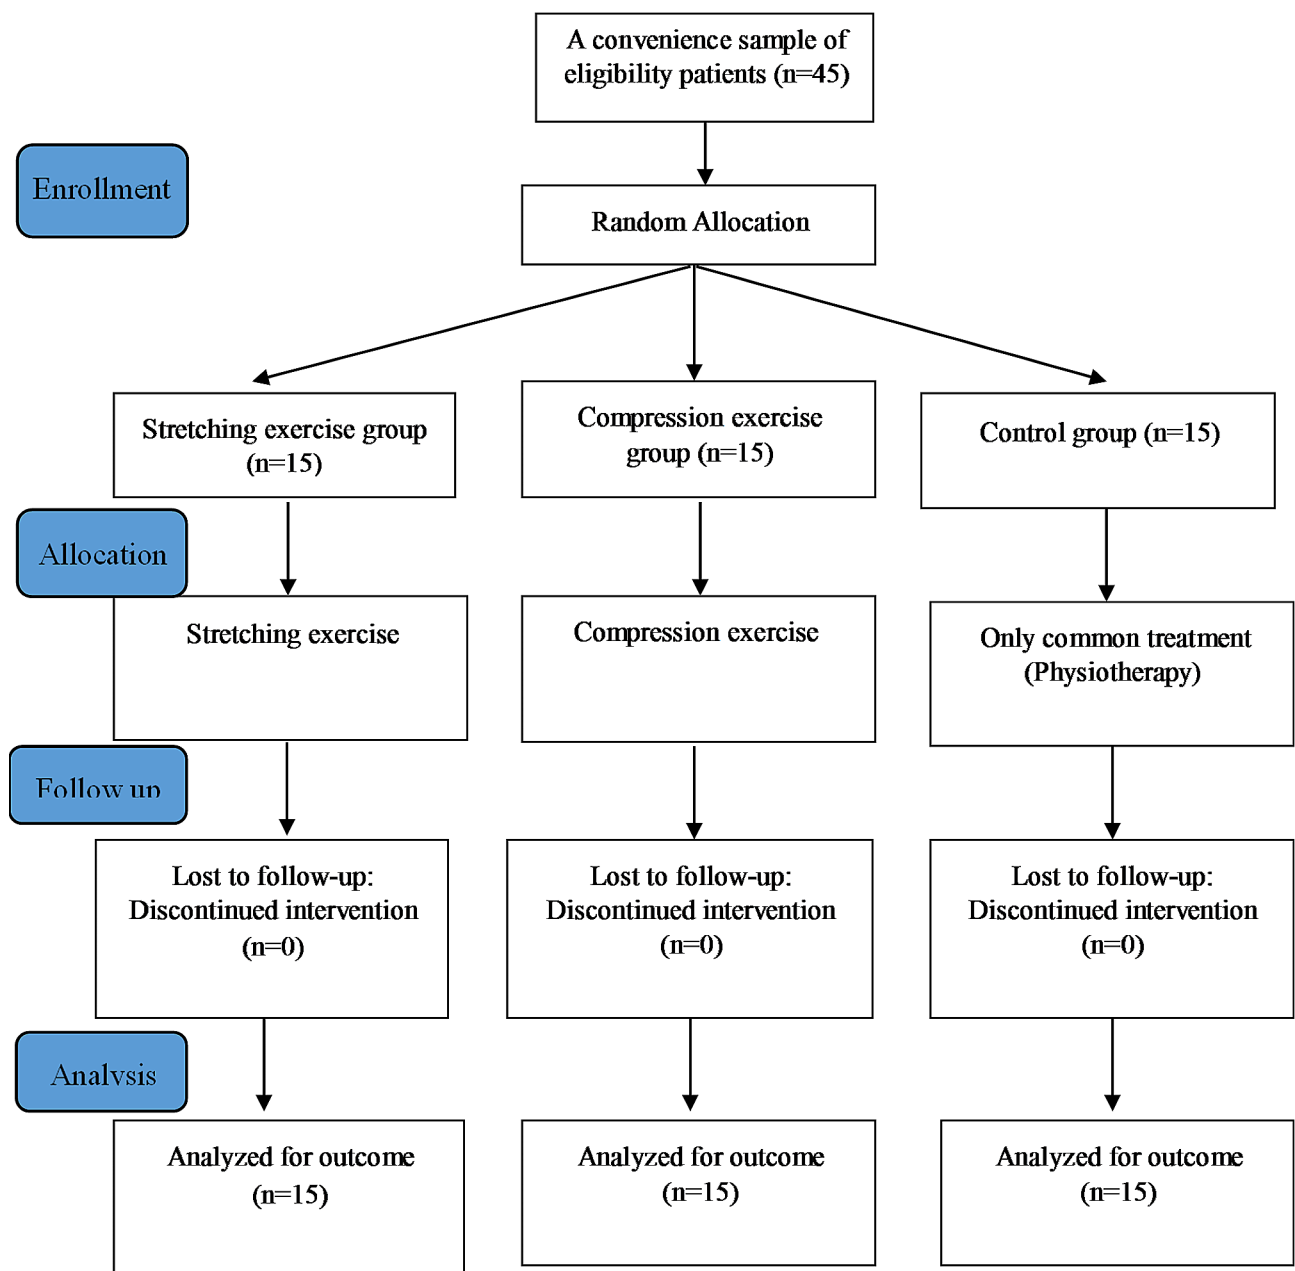 A convenience sample of
eligibility patients (n=45)
Enrollment
Random Allocation
Stretching exercise group
(n=15)
Compression exercise
group (n=15)
Control group (n=15)
Allocation
Stretching exercise
Compression exercise
Only common treatment
(Physiotherapy)
Follow up
Lost to follow-up:
Discontinued intervention
(n=0)
Lost to follow-up:
Discontinued intervention
(n=0)
Lost to follow-up:
Discontinued intervention
(n=0)
Analysis
Analyzed for outcome
(n=15)
Analyzed for outcome
(n=15)
Analyzed for outcome
(n=15)